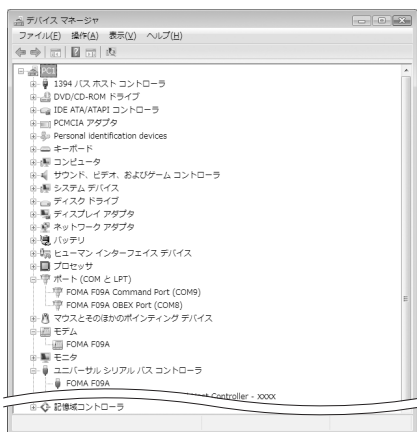 デバイス マネージャ
ファイル(F) 操作(A) 表示(V) ヘルプ(H)
PC1
1394 バス ホスト コントローラ
DVD/CD-ROM ドライブ
IDE ATA/ATAPI コントローラ
PCMCIA アダプタ
Personal identification devices
キーボード
コンピュータ
サウンド、ビデオ、およびゲーム コントローラ
システム デバイス
ディスク ドライブ
ディスプレイ アダプタ
ネットワーク アダプタ
バッテリ
ヒューマン インターフェイス デバイス
プロセッサ
ポート (COM と LPT)
FOMA F09A Command Port (COM9)
FOMA F09A OBEX Port (COM8)
マウスとそのほかのポインティング デバイス
モデム
FOMA F09A
モニタ
ユニバーサル シリアル バス コントローラ
FOMA F09A
Controller - xxxx
記憶域コントローラ